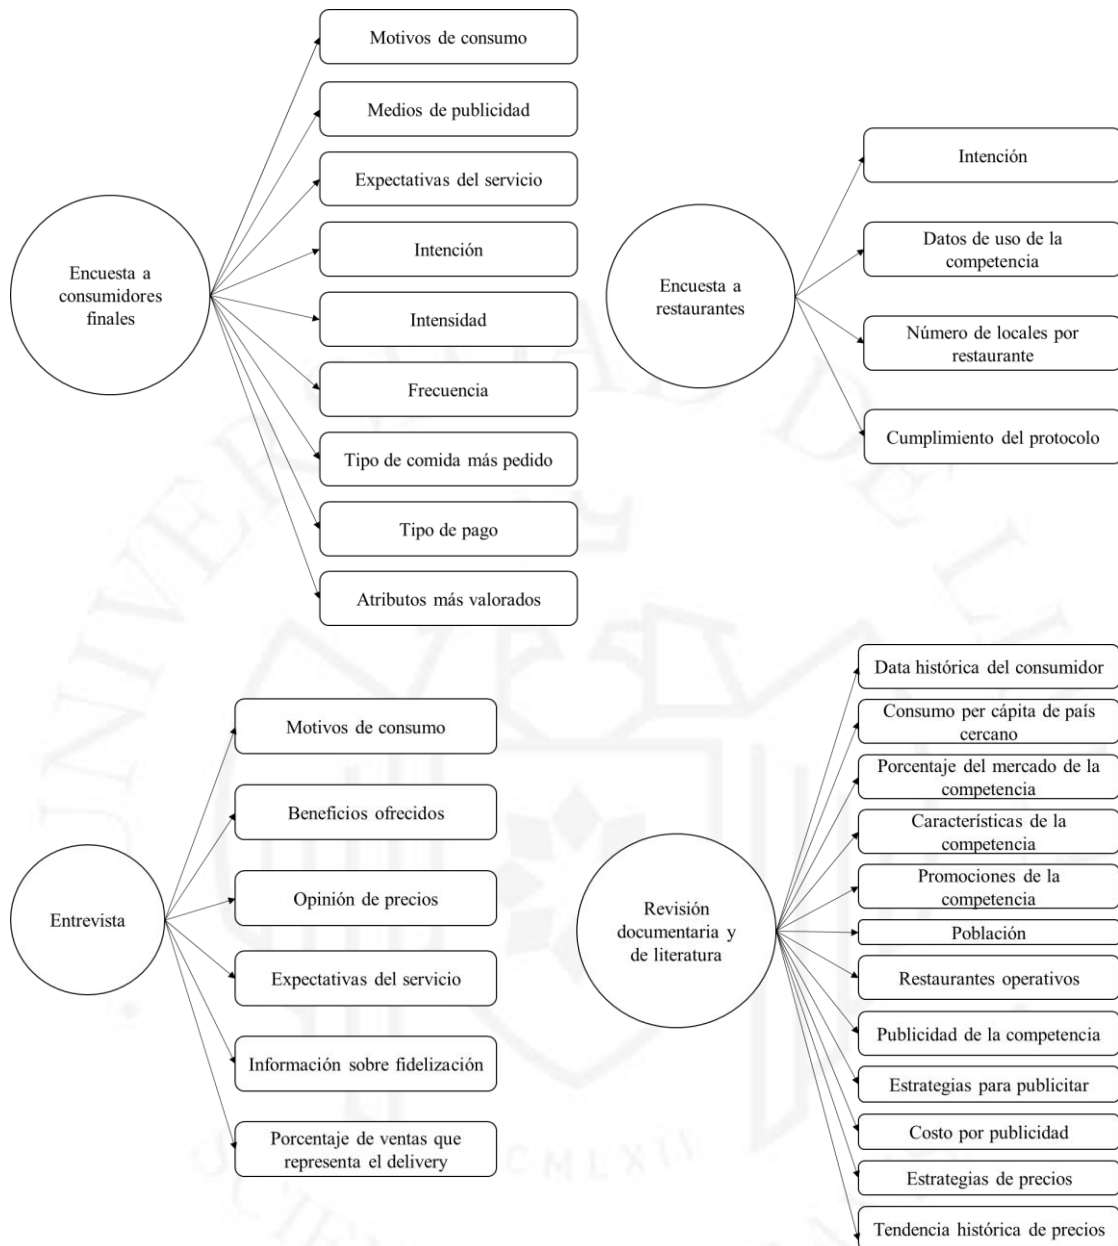 Encuesta a
consumidores
finales
Motivos de consumo
Medios de publicidad
Expectativas del servicio
Intención
Intensidad
Frecuencia
Tipo de comida más pedido
Tipo de pago
Atributos más valorados
Encuesta a
restaurantes
Intención
Datos de uso de la
competencia
Número de locales por
restaurante
Cumplimiento del protocolo
Entrevista
Motivos de consumo
Beneficios ofrecidos
Opinión de precios
Expectativas del servicio
Información sobre fidelización
Porcentaje de ventas que
representa el delivery
Revisión
documentaria y
de literatura
Data histórica del consumidor
Consumo per cápita de país
cercano
Porcentaje del mercado de la
competencia
Características de la
competencia
Promociones de la
competencia
Población
Restaurantes operativos
Publicidad de la competencia
Estrategias para publicitar
Costo por publicidad
Estrategias de precios
Tendencia histórica de precios
UNIVERSIDAD DE LI